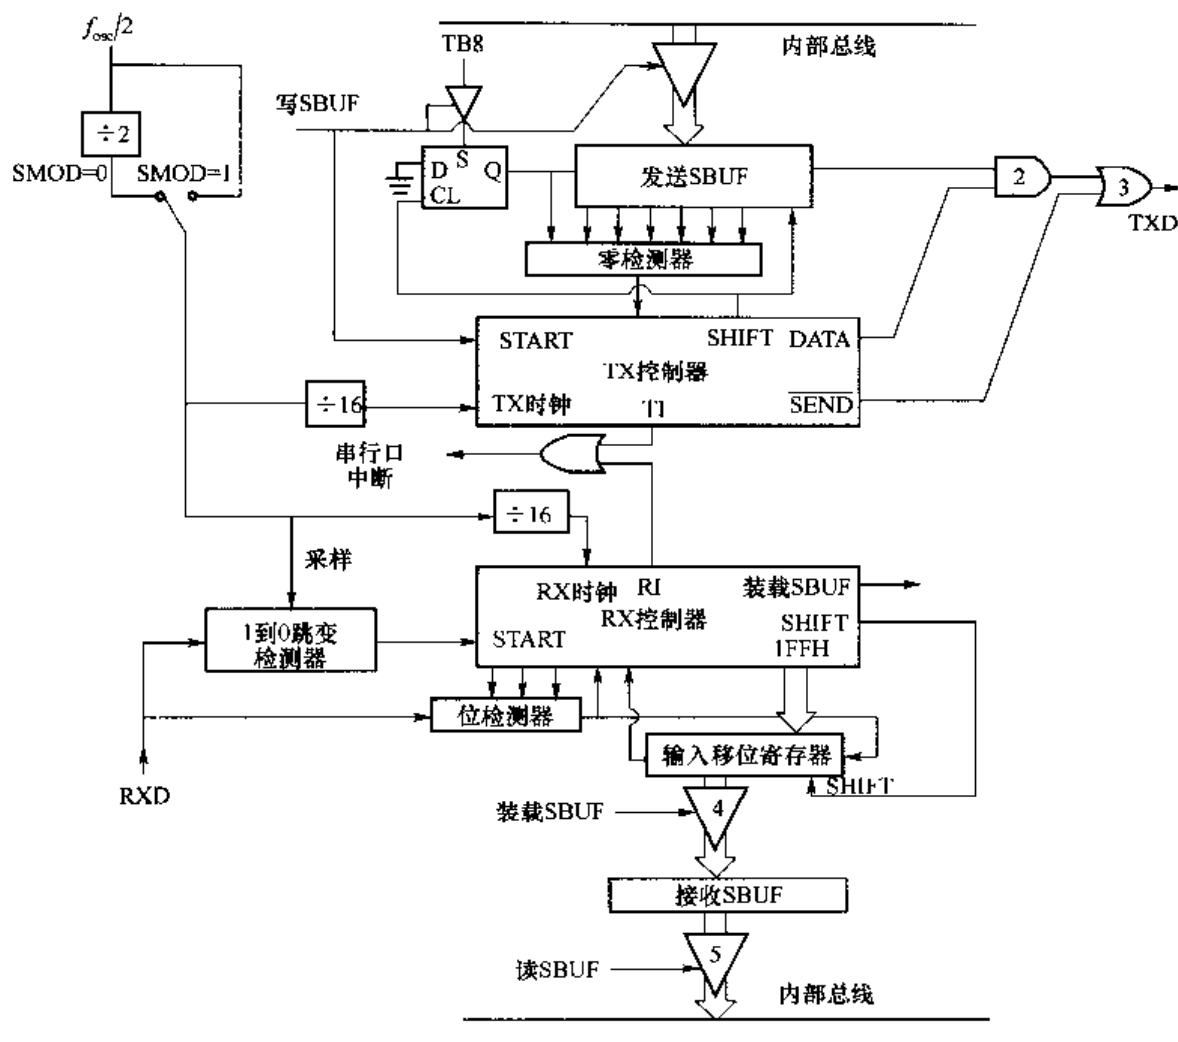 fosc/2
TB8
内部总线
写SBUF
÷2
SMOD=0
SMOD=1
D
S
Q
CL
发送SBUF
2
3
TXD
零检测器
START
SHIFT
DATA
TX控制器
÷16
TX时钟
TI
SEND
串行口
中断
÷16
采样
RX时钟
RI
装载SBUF
RX控制器
SHIFT
1到0跳变
检测器
START
1FFH
位检测器
输入移位寄存器
RXD
SHIFT
装载SBUF
4
接收SBUF
读SBUF
5
内部总线